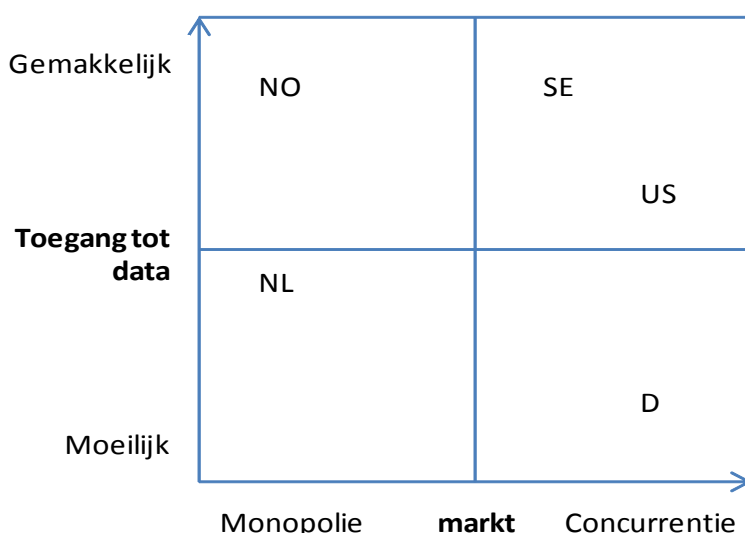 Gemakkelijk
NO
SE
US
Toegang tot
data
NL
D
Moeilijk
Monopolie markt Concurrentie